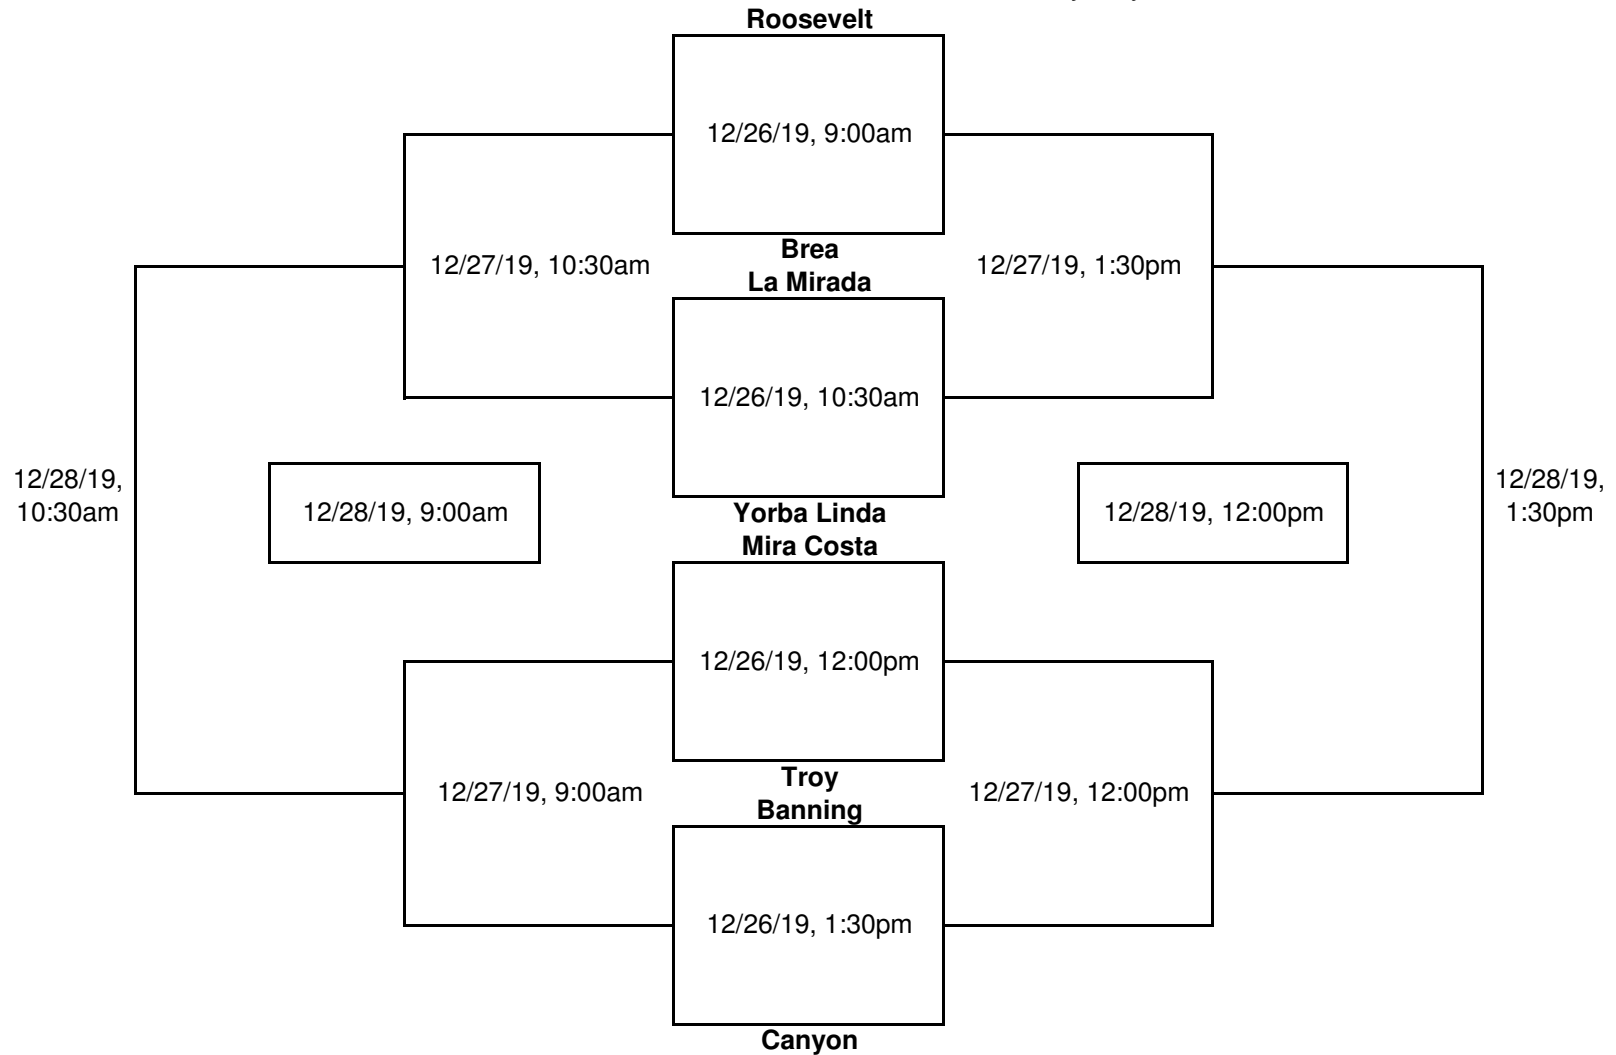 Roosevelt
12/26/19, 9:00am
Brea
12/27/19, 10:30am
12/27/19, 1:30pm
La Mirada
12/26/19, 10:30am
12/28/19,
10:30am
12/28/19, 9:00am
12/28/19, 12:00pm
12/28/19,
1:30pm
Yorba Linda
Mira Costa
12/26/19, 12:00pm
Troy
12/27/19, 9:00am
12/27/19, 12:00pm
Banning
12/26/19, 1:30pm
Canyon